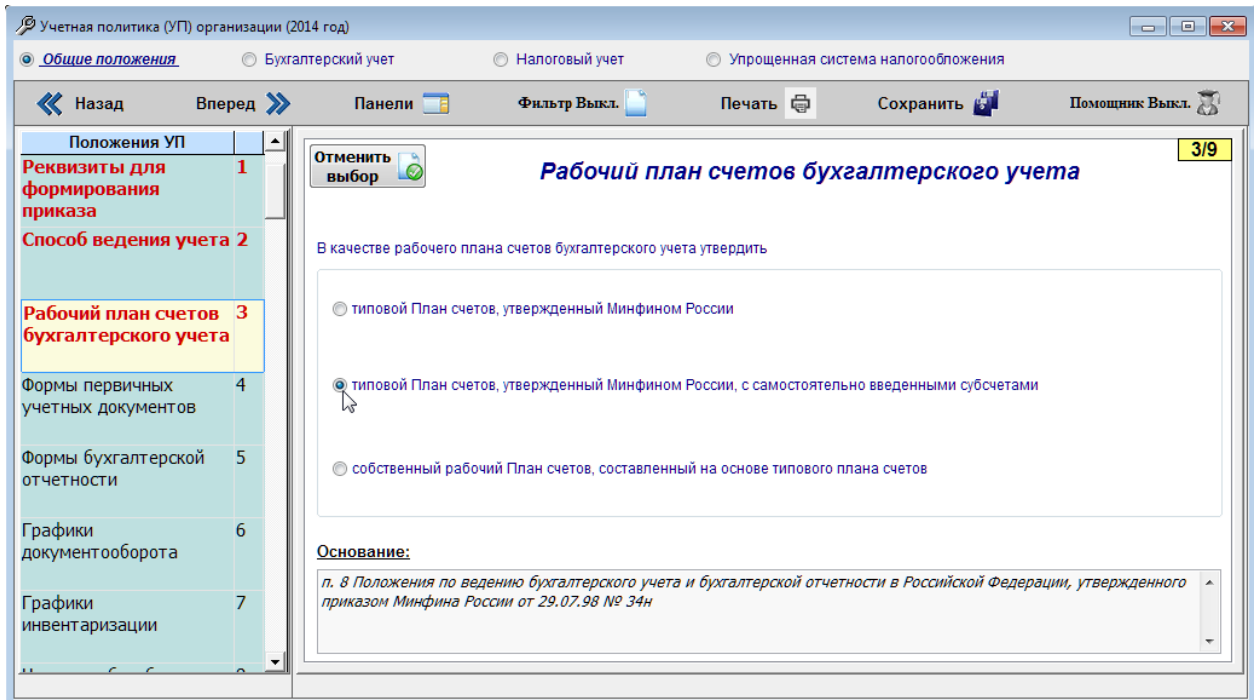 Учетная политика (УП) организации (2014 год)
Общие положения Бухгалтерский учет Налоговый учет Упрощенная система налогообложения
Назад Вперед Панели Фильтр Выкл. Печать Сохранить Помощник Выкл.
Положения УП
Реквизиты для 1
формирования
приказа
Способ ведения учета 2
Рабочий план счетов 3
бухгалтерского учета
Формы первичных 4
учетных документов
Формы бухгалтерской 5
отчетности
Графики 6
документооборота
Графики 7
инвентаризации
Отменить
выбор
Рабочий план счетов бухгалтерского учета
3/9
В качестве рабочего плана счетов бухгалтерского учета утвердить
типовой План счетов, утвержденный Минфином России
типовой План счетов, утвержденный Минфином России, с самостоятельно введенными субсчетами
собственный рабочий План счетов, составленный на основе типового плана счетов
Основание:
п. 8 Положения по ведению бухгалтерского учета и бухгалтерской отчетности в Российской Федерации, утвержденного
приказом Минфина России от 29.07.98 № 34н